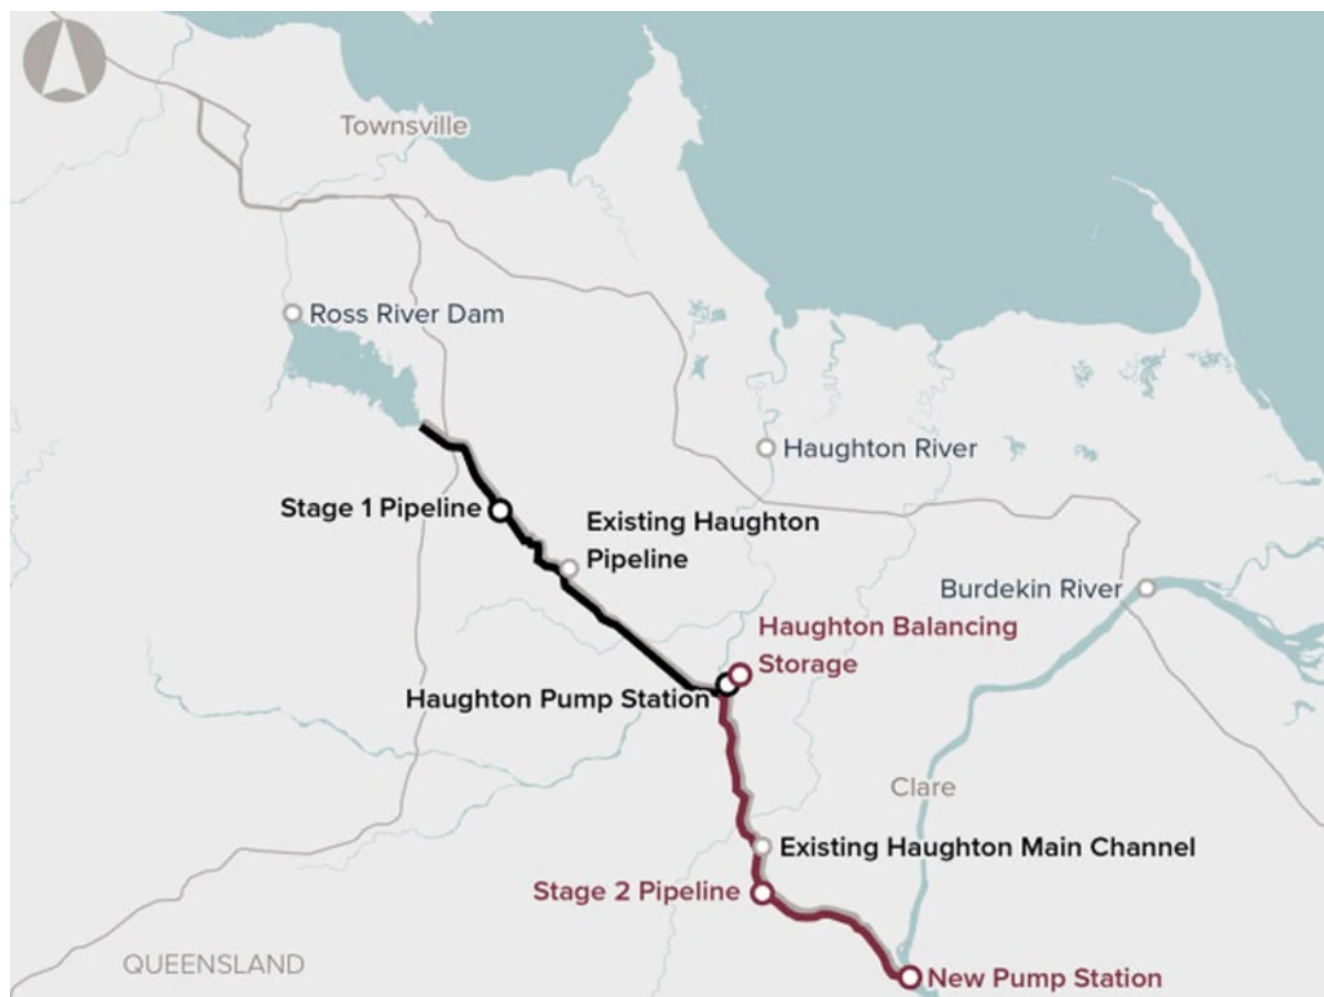 Townsville
Ross River Dam
Haughton River
Stage 1 Pipeline
Existing Haughton
Pipeline
Burdekin River
Haughton Balancing
Storage
Haughton Pump Station
Clare
Existing Haughton Main Channel
Stage 2 Pipeline
QUEENSLAND
New Pump Station